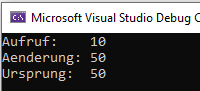 Microsoft Visual Studio Debug
Aufruf:    10
Aenderung: 50
Ursprung:  50